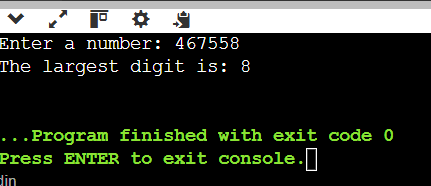 Enter a number: 467558
The largest digit is: 8
...Program finished with exit code 0
Press ENTER to exit console.